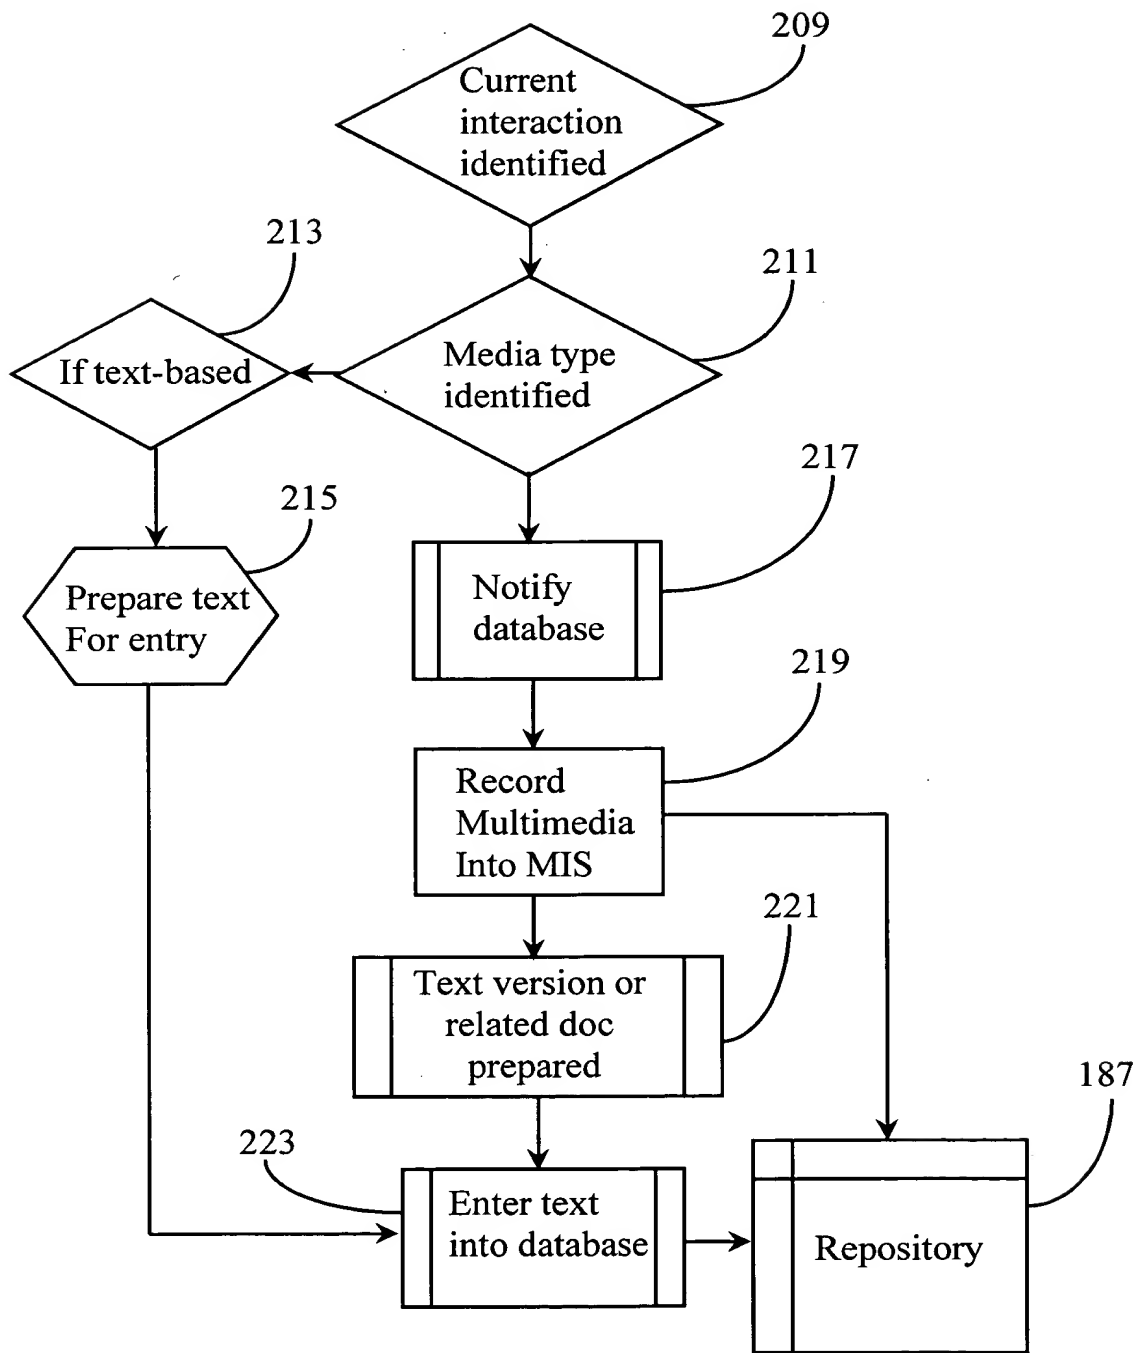 209
Current
interaction
identified
213
211
If text-based
Media type
identified
217
215
Prepare text
For entry
Notify
database
219
Record
Multimedia
Into MIS
221
Text version or
related doc
prepared
187
223
Enter text
into database
Repository